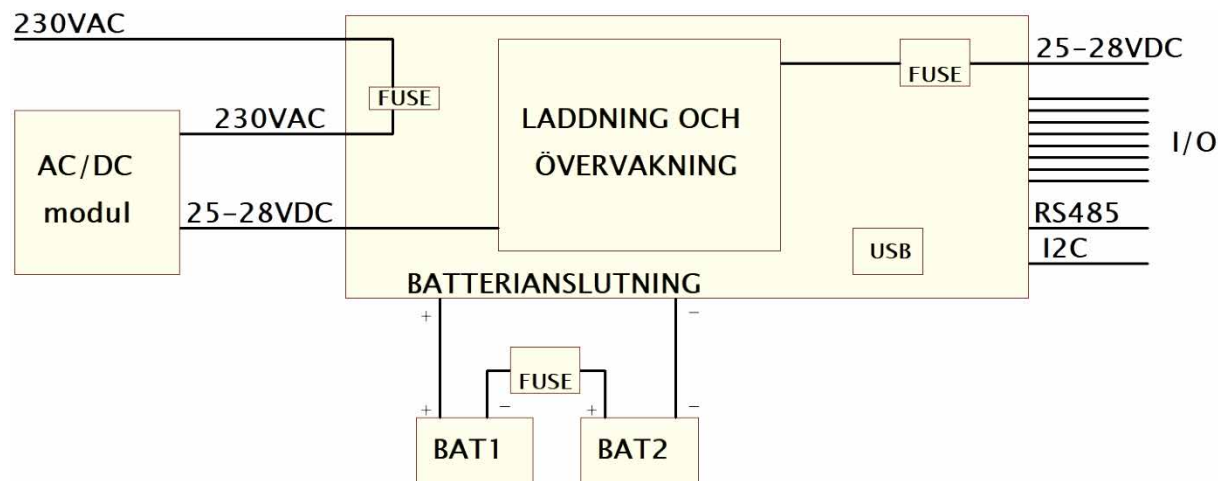 230VAC
25-28VDC
FUSE
FUSE
LADDNING OCH
ÖVERVAKNING
230VAC
I/O
AC/DC
modul
25-28VDC
RS485
USB
I2C
BATTERIANSLUTNING
+
-
FUSE
+
-
+
-
BAT1
BAT2